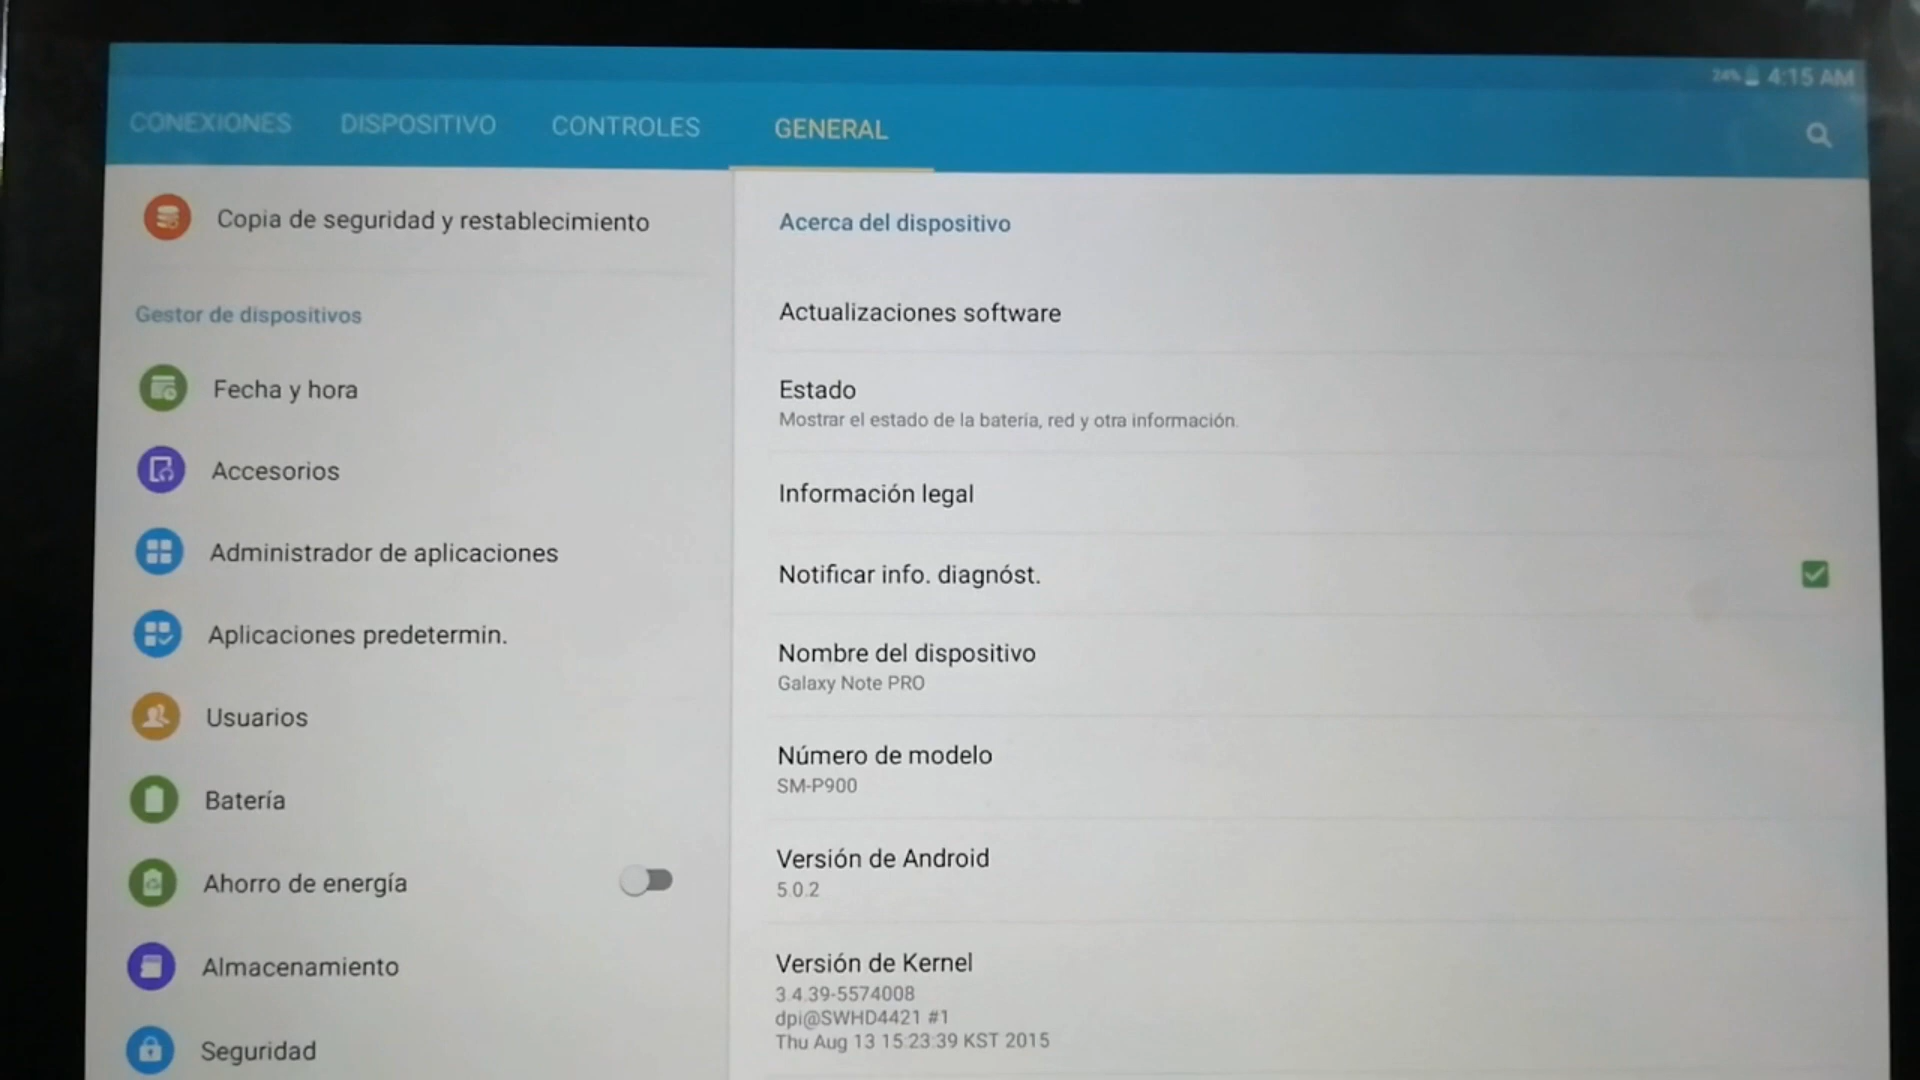 24% 4:15 AM
CONEXIONES DISPOSITIVO CONTROLES GENERAL
Copia de seguridad y restablecimiento
Gestor de dispositivos
Fecha y hora
Accesorios
Administrador de aplicaciones
Aplicaciones predetermin.
Usuarios
Batería
Ahorro de energía
Almacenamiento
Seguridad
Acerca del dispositivo
Actualizaciones software
Estado
Mostrar el estado de la batería, red y otra información.
Información legal
Notificar info. diagnóst.
Nombre del dispositivo
Galaxy Note PRO
Número de modelo
SM-P900
Versión de Android
5.0.2
Versión de Kernel
3.4.39-5574008
dpi@SWHD4421 #1
Thu Aug 13 15:23:39 KST 2015